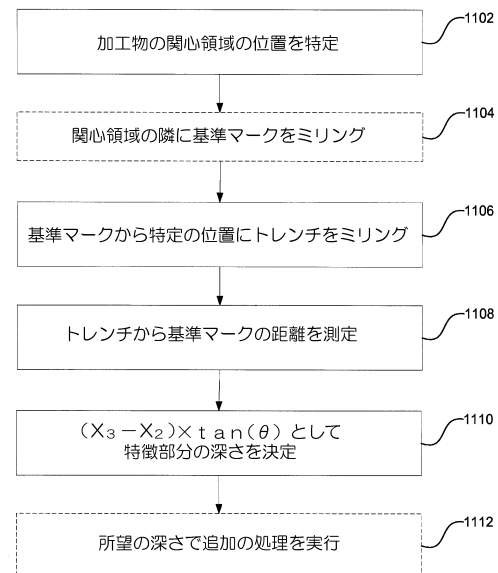 加工物の関心領域の位置を特定
1102
関心領域の隣に基準マークをミリング
1104
基準マークから特定の位置にトレンチをミリング
1106
トレンチから基準マークの距離を測定
1108
(X₃－X₂)×tan(θ)として
特徴部分の深さを決定
1110
所望の深さで追加の処理を実行
1112